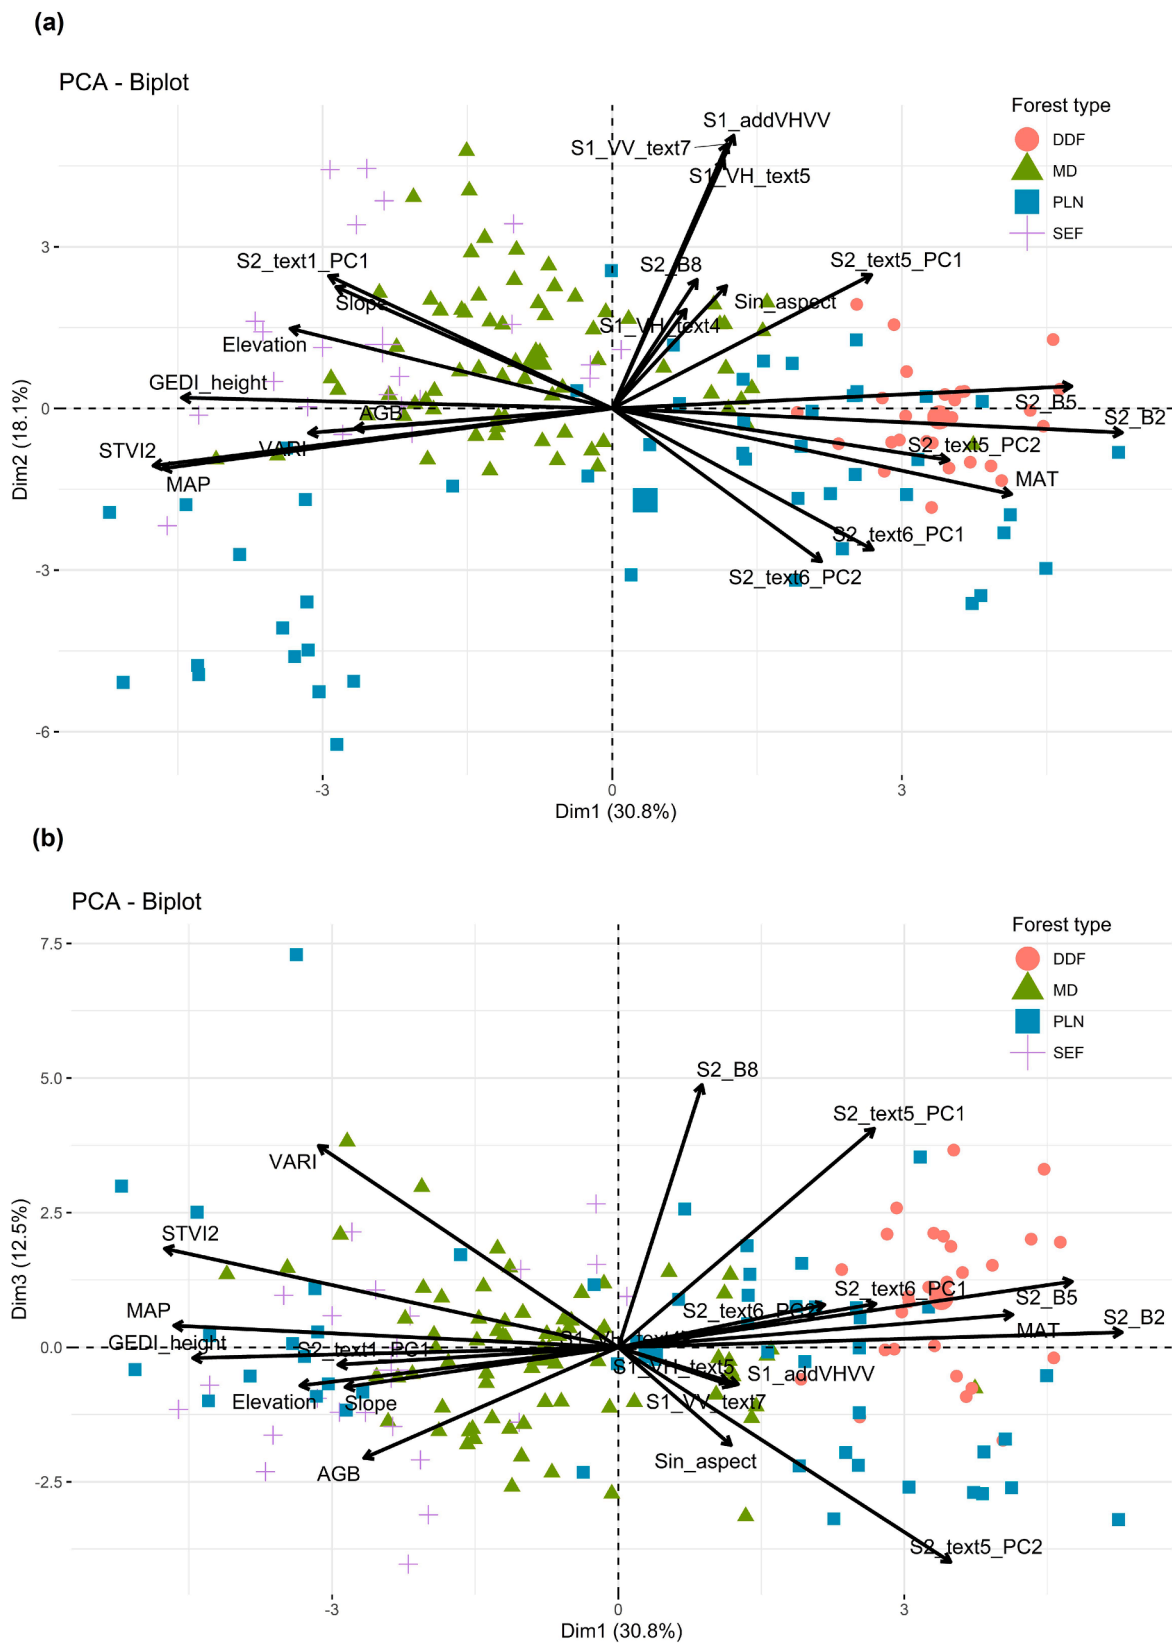 (a)
PCA - Biplot
Forest type
DDF
MD
PLN
SEF
S1_addVHVV
S1_VV_text7
S1_VH_text5
S2_text1_PC1
S2_B8
S2_text5_PC1
Slope
Sin_aspect
S1_VH_text4
Elevation
GEDI_height
AGB
S2_B5
S2_B2
STVI2
VARI
S2_text5_PC2
MAP
MAT
S2_text6_PC1
S2_text6_PC2
3
0
-3
-6
Dim2 (18.1%)
-3
0
3
Dim1 (30.8%)
(b)
PCA - Biplot
Forest type
DDF
MD
PLN
SEF
S2_B8
S2_text5_PC1
VARI
STVI2
S2_text6_PC1
S2_B5
MAP
S2_text6_PC2
S2_B2
GEDI_height
S2_text1_PC1
S1_VH_text4
MAT
S1_VH_text5
S1_addVHVV
Elevation
Slope
S1_VV_text7
AGB
Sin_aspect
S2_text5_PC2
7.5
5.0
2.5
0.0
-2.5
Dim3 (12.5%)
-3
0
3
Dim1 (30.8%)